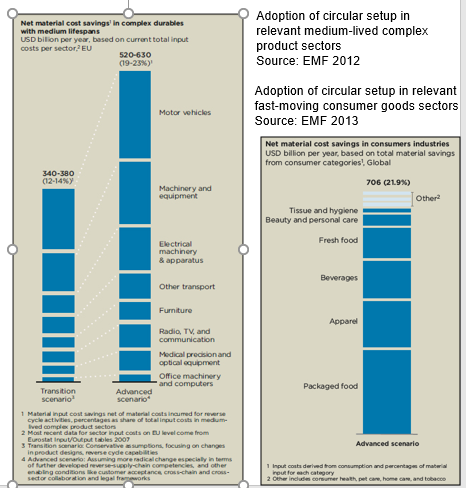 Net material cost savings¹ in complex durables
with medium lifespans
USD billion per year, based on current total input
costs per sector,² EU
520-630
(19-23%)¹
340-380
(12-14%)¹
Motor vehicles
Machinery and
equipment
Electrical
machinery
& apparatus
Other transport
Furniture
Radio, TV, and
communication
Medical precision and
optical equipment
Office machinery
and computers
Transition
scenario³
Advanced
scenario⁴
1 Material input cost savings net of material costs incurred for reverse
cycle activities, percentages as share of total input costs in medium-
lived complex product sectors
2 Most recent data for sector input costs on EU level come from
Eurostat Input/Output tables 2007
3 Transition scenario: Conservative assumptions, focusing on changes
in product designs, reverse cycle capabilities
4 Advanced scenario: Assuming more radical change especially in terms
of further developed reverse-supply-chain competencies, and other
enabling conditions like customer acceptance, cross-chain and cross-
sector collaboration and legal frameworks
Adoption of circular setup in
relevant medium-lived complex
product sectors
Source: EMF 2012
Adoption of circular setup in relevant
fast-moving consumer goods sectors
Source: EMF 2013
Net material cost savings in consumers industries
USD billion per year, based on total material savings
from consumer categories¹, Global
706 (21.9%)
Other²
Tissue and hygiene
Beauty and personal care
Fresh food
Beverages
Apparel
Packaged food
Advanced scenario
1 Input costs derived from consumption and percentages of material
input for each category
2 Other includes consumer health, pet care, home care, and tobacco